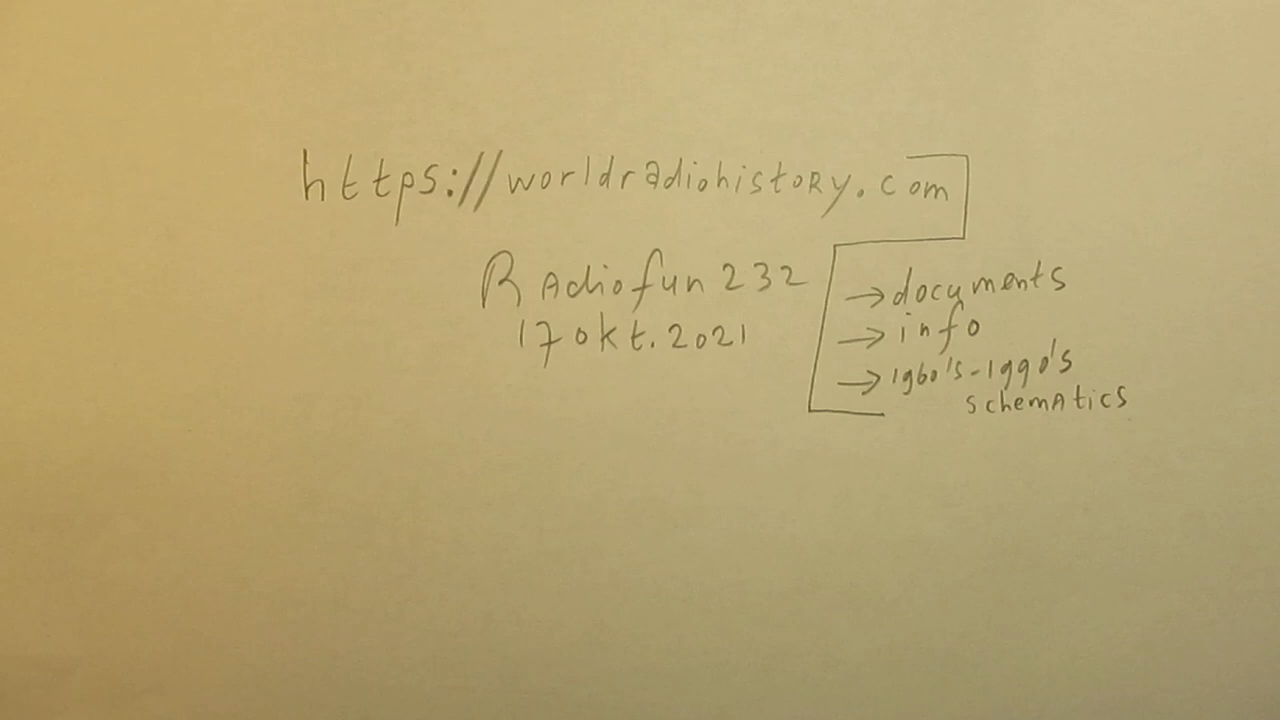 https://worldradiohistory.com
Radiofun 232
17 okt. 2021
→ documents
→ info
→ 1960's-1990's
schematics